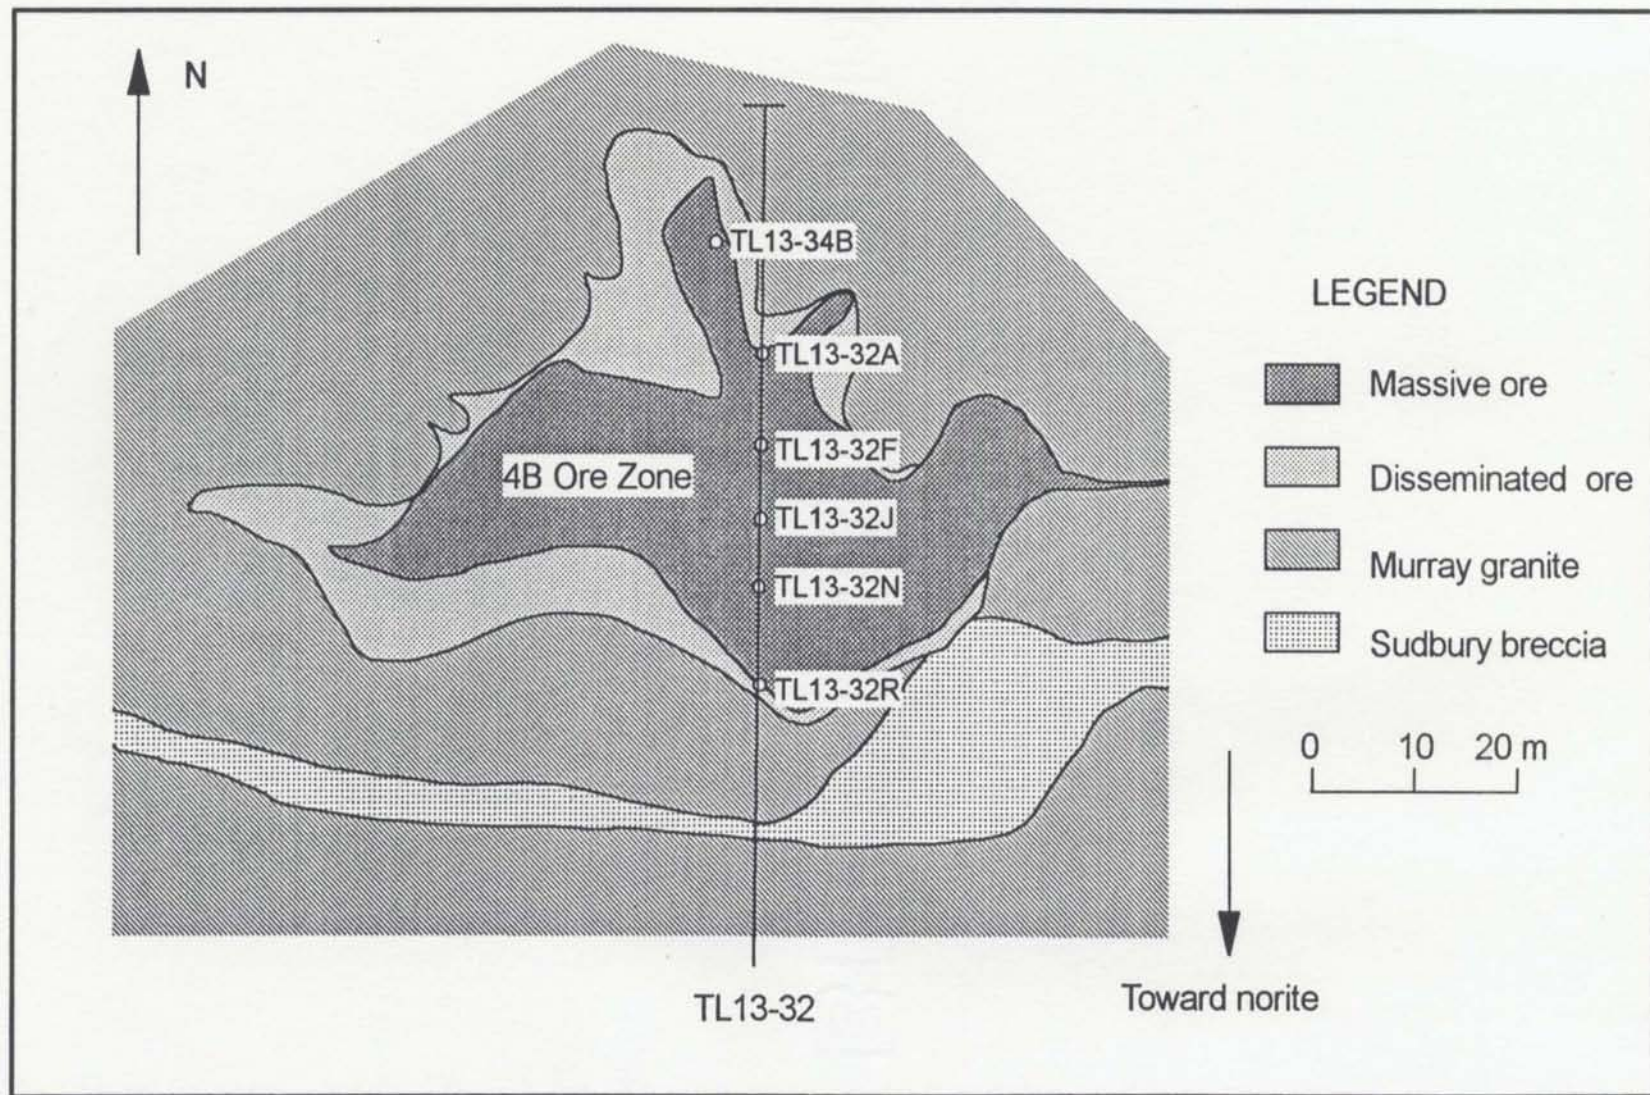 N
TL13-34B
TL13-32A
TL13-32F
4B Ore Zone
TL13-32J
TL13-32N
TL13-32R
TL13-32
LEGEND
Massive ore
Disseminated ore
Murray granite
Sudbury breccia
0 10 20 m
Toward norite